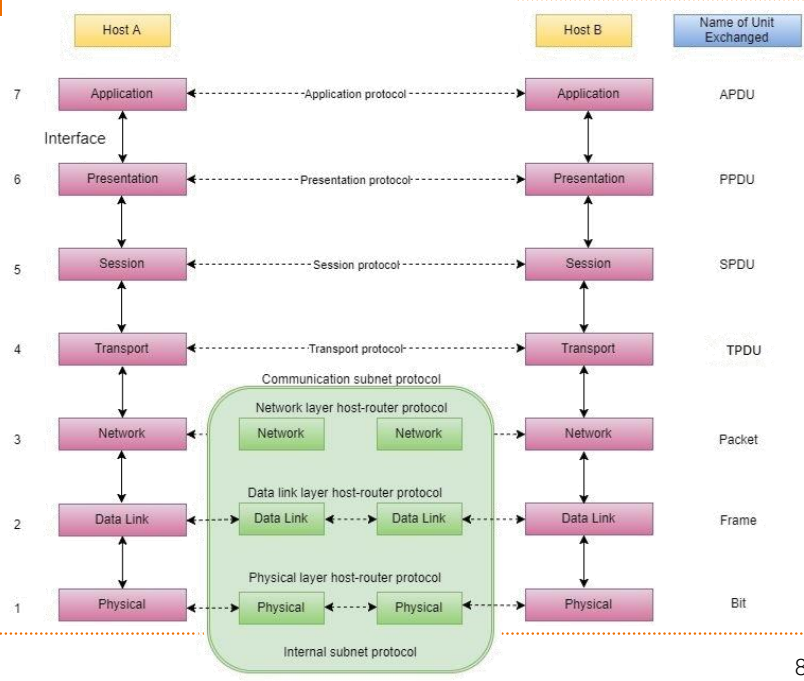 Host A
Host B
Name of Unit
Exchanged
7
Application
Application protocol
Application
APDU
Interface
6
Presentation
Presentation protocol
Presentation
PPDU
5
Session
Session protocol
Session
SPDU
4
Transport
Transport protocol
Transport
TPDU
Communication subnet protocol
Network layer host-router protocol
3
Network
Network
Network
Network
Packet
Data link layer host-router protocol
2
Data Link
Data Link
Data Link
Data Link
Frame
Physical layer host-router protocol
1
Physical
Physical
Physical
Physical
Bit
Internal subnet protocol
8